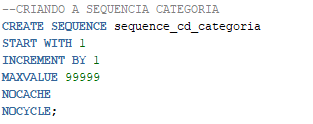 --CRIANDO A SEQUENCIA CATEGORIA
CREATE SEQUENCE sequence_cd_categoria
START WITH 1
INCREMENT BY 1
MAXVALUE 99999
NOCACHE
NOCYCLE;